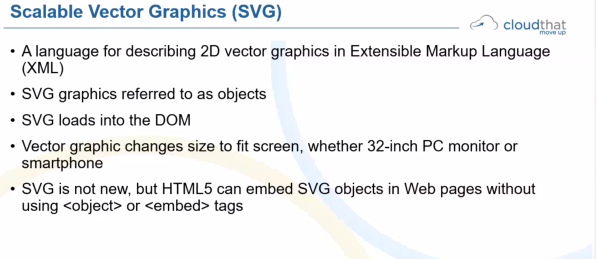 Scalable Vector Graphics (SVG)
cloudthat
move up
• A language for describing 2D vector graphics in Extensible Markup Language
(XML)
• SVG graphics referred to as objects
• SVG loads into the DOM
• Vector graphic changes size to fit screen, whether 32-inch PC monitor or
smartphone
• SVG is not new, but HTML5 can embed SVG objects in Web pages without
using <object> or <embed> tags